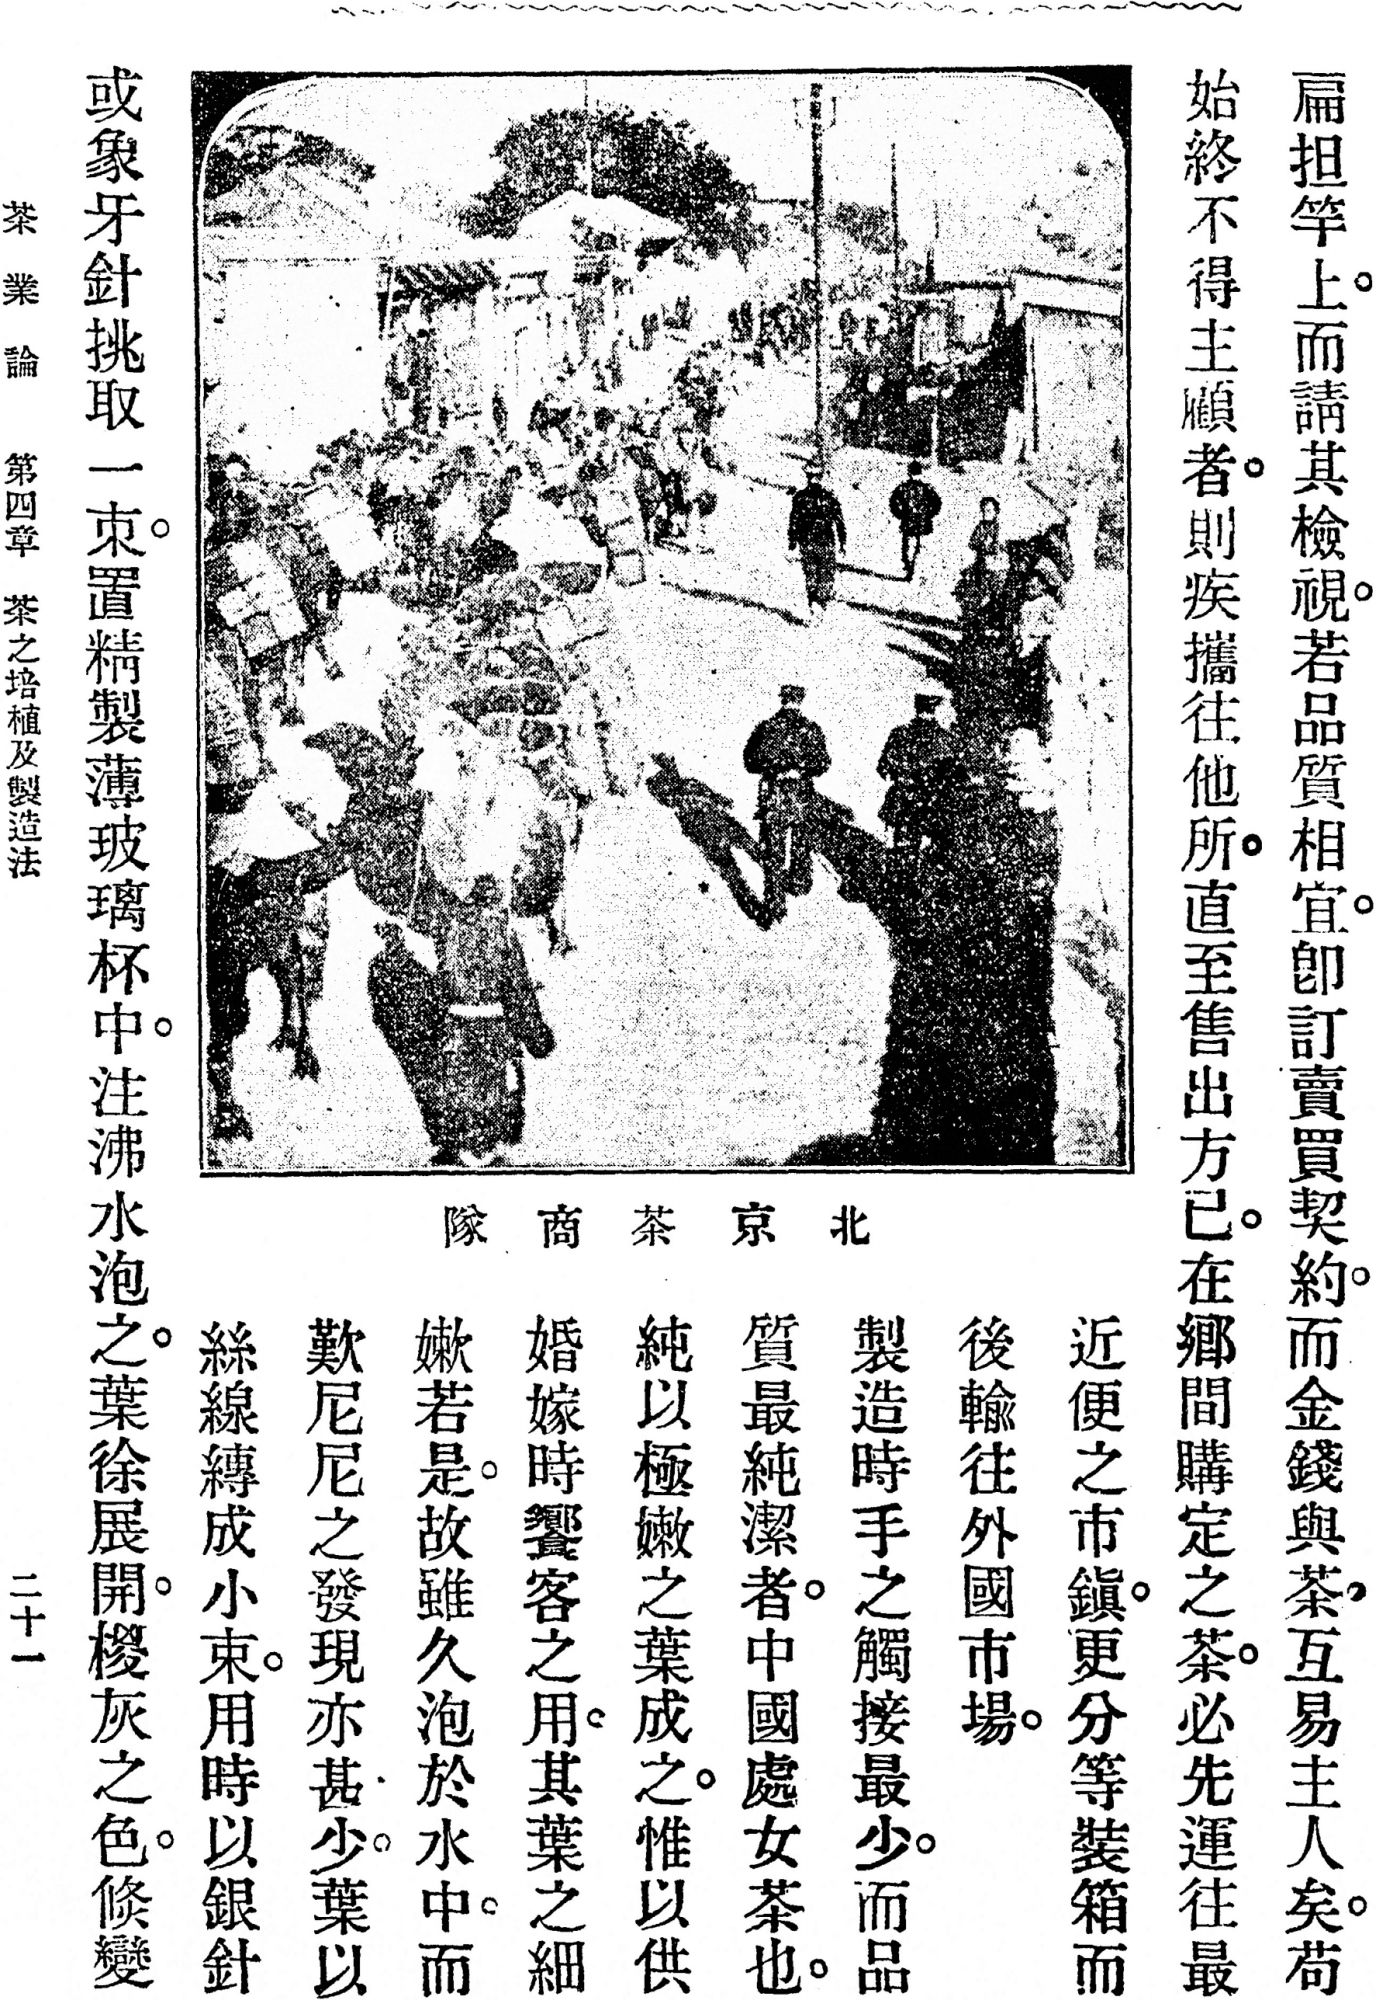 扁担竿上。而請其檢視。若品質相宜。卽訂賣買契約。而金錢與茶。互易主人矣。苟
始終不得主顧者。則疾攜往他所。直至售出方已。在鄉間購定之茶。必先運往最
近便之市鎭。更分等裝箱而
後輸往外國市場。
製造時手之觸接最少。而品
質最純潔者。中國處女茶也。
純以極嫩之葉成之。惟以供
婚嫁時饗客之用。其葉之細
嫩若是。故雖久泡於水中。而
歎尼尼之發現亦甚少。葉以
絲線縳成小束。用時以銀針
北京茶商隊
或象牙針挑取一束。置精製薄玻璃杯中。注沸水泡之。葉徐展開。椶灰之色。倏變
茶業論 第四章 茶之培植及製造法 二十一